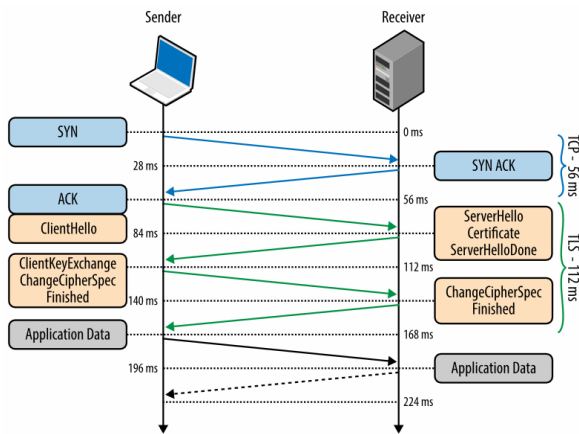 Sender
Receiver
SYN
0 ms
28 ms
SYN ACK
TCP - 56 ms
ACK
56 ms
ClientHello
84 ms
ServerHello
Certificate
ServerHelloDone
TLS - 112 ms
ClientKeyExchange
ChangeCipherSpec
Finished
112 ms
140 ms
ChangeCipherSpec
Finished
Application Data
168 ms
196 ms
Application Data
224 ms